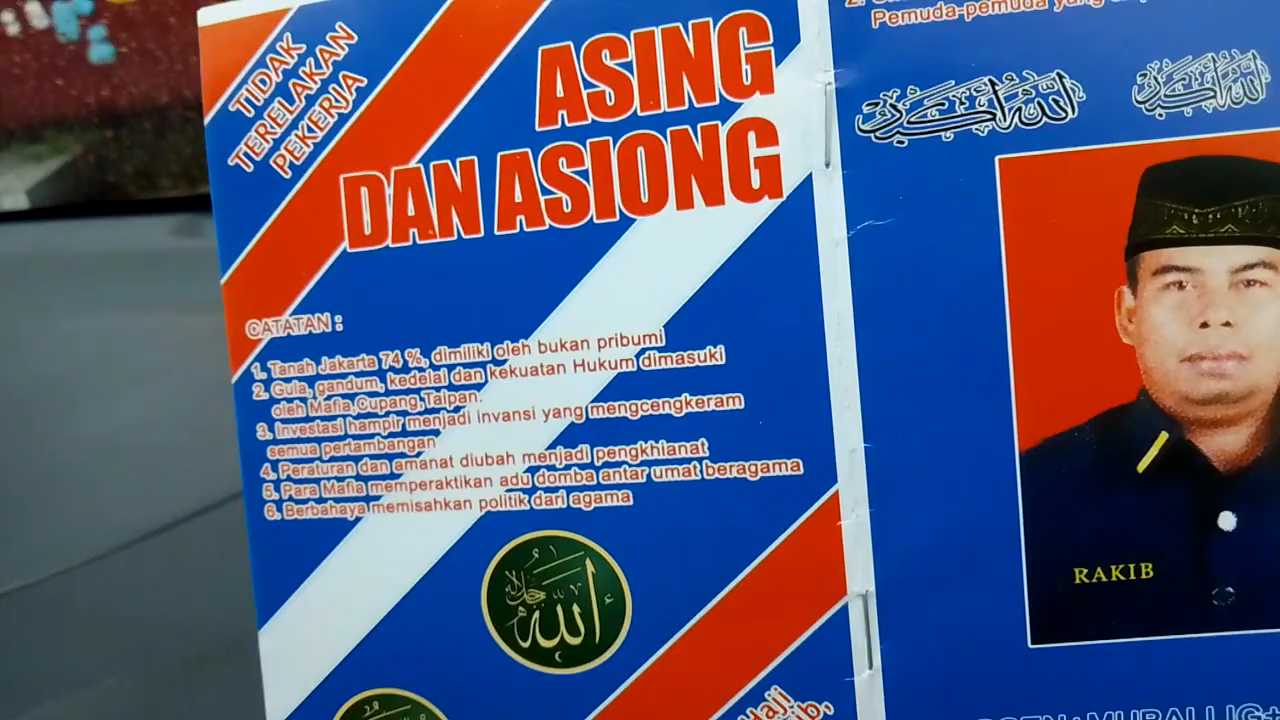 TIDAK
TERELAKAN
PEKERJA
ASING
DAN ASIONG
CATATAN :
1. Tanah Jakarta 74 %, dimiliki oleh bukan pribumi
2. Gula, gandum, kedelai dan kekuatan Hukum dimasuki
oleh Mafia,Cupang,Taipan.
3. Investasi hampir menjadi invansi yang mengcengkeram
semua pertambangan
4. Peraturan dan amanat diubah menjadi pengkhianat
5. Para Mafia memperaktikan adu domba antar umat beragama
6. Berbahaya memisahkan politik dari agama
الله جل جلاله
Haji
Pemuda-pemuda yang
الله أكبر
الله أكبر
RAKIB